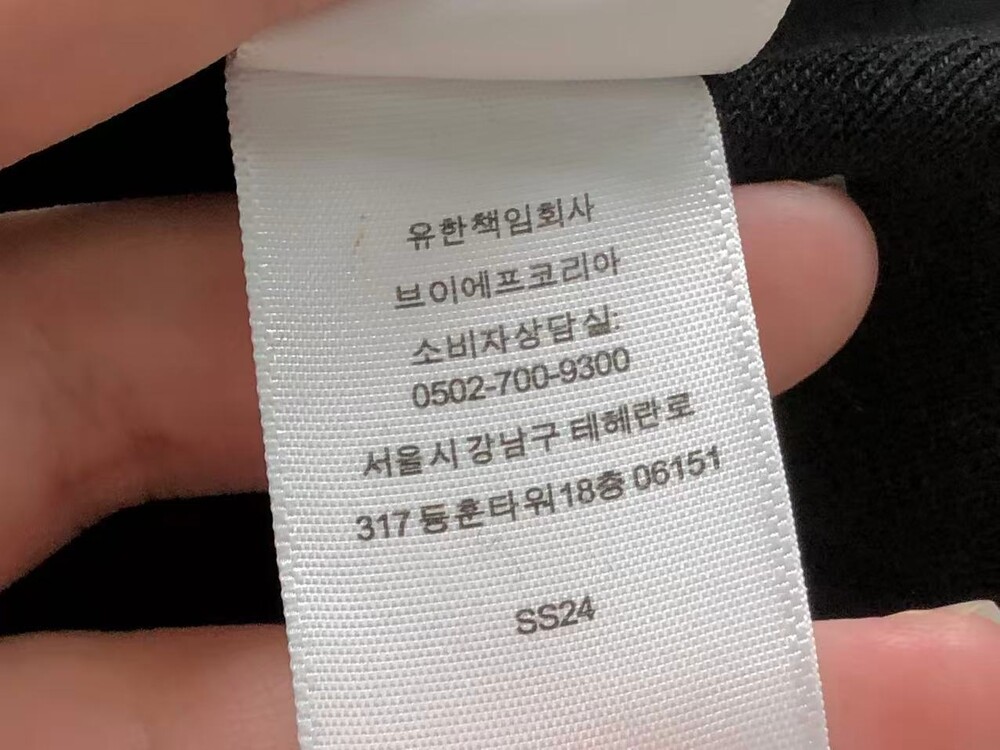 유한책임회사
브이에프코리아
소비자상담실:
0502-700-9300
서울시 강남구 테헤란로
317 동훈타워 18층 06151
SS24